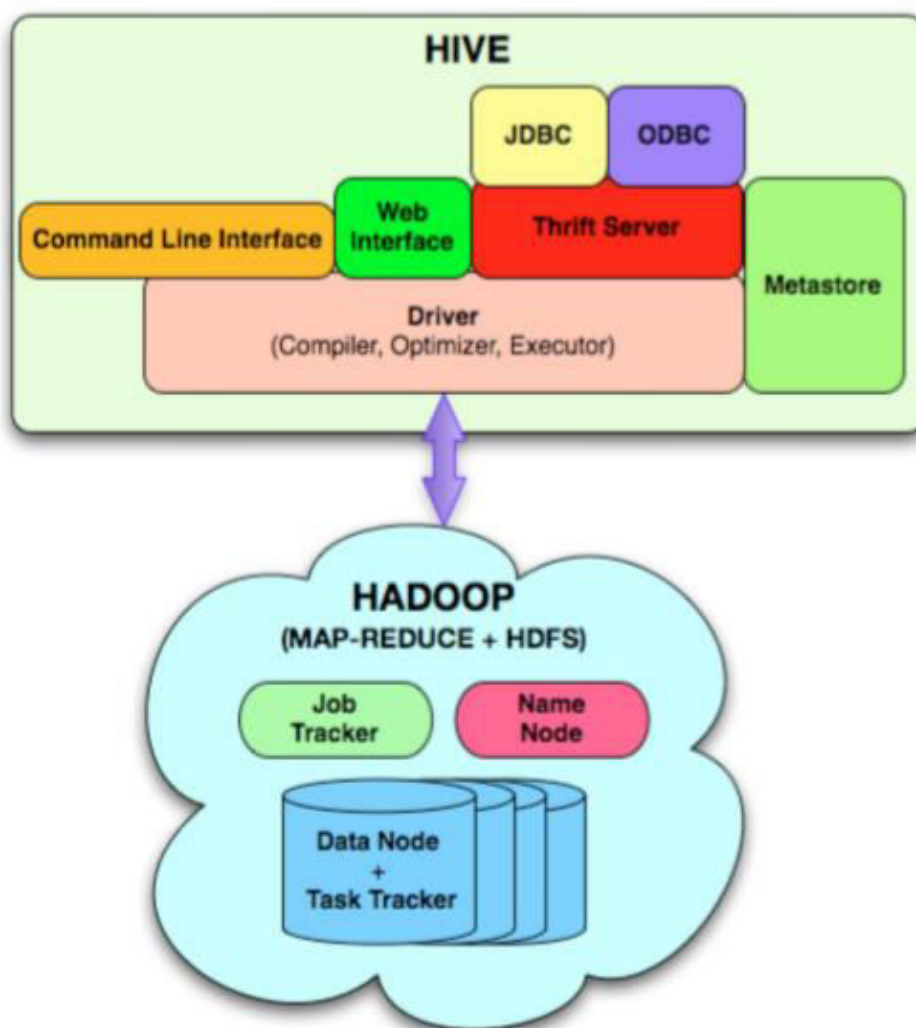 HIVE
JDBC
ODBC
Command Line Interface
Web
Interface
Thrift Server
Metastore
Driver
(Compiler, Optimizer, Executor)
HADOOP
(MAP-REDUCE + HDFS)
Job
Tracker
Name
Node
Data Node
+
Task Tracker